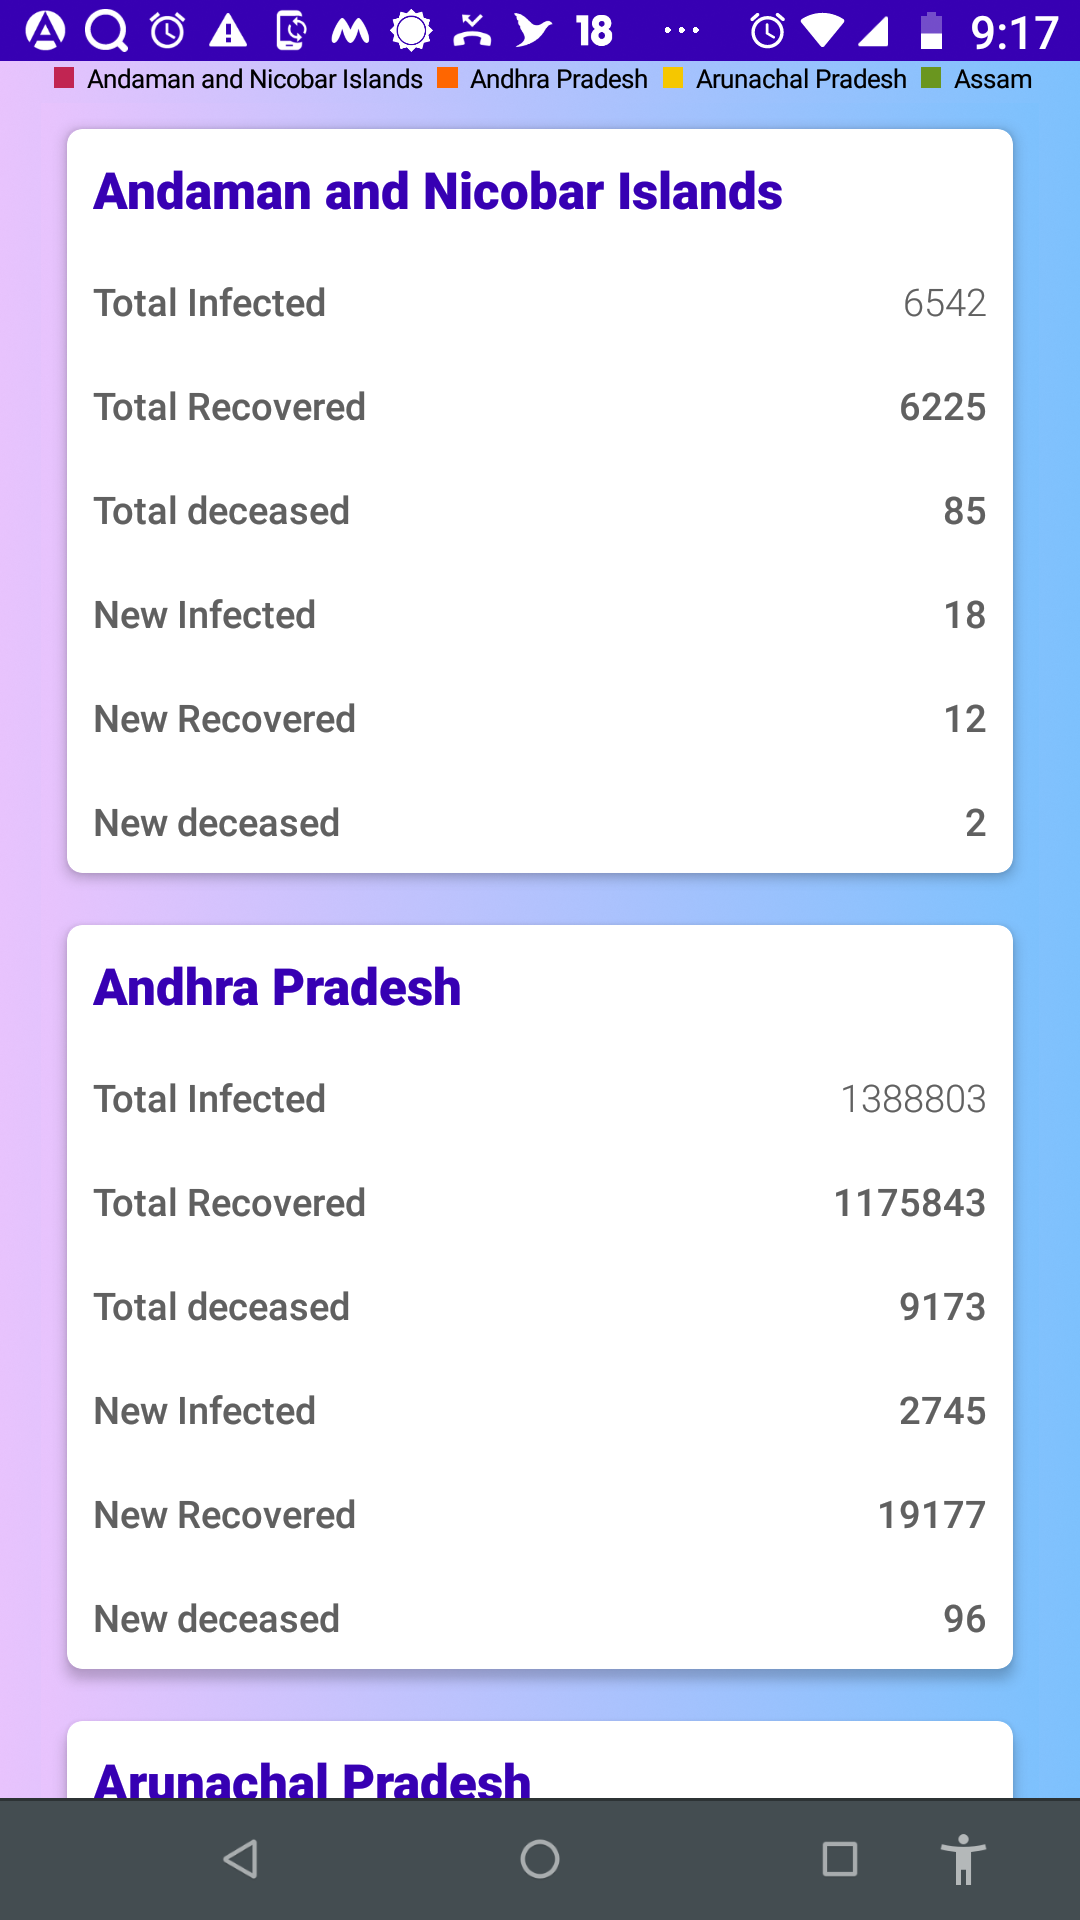 18 ... 9:17
Andaman and Nicobar Islands Andhra Pradesh Arunachal Pradesh Assam
Andaman and Nicobar Islands
Total Infected 6542
Total Recovered 6225
Total deceased 85
New Infected 18
New Recovered 12
New deceased 2
Andhra Pradesh
Total Infected 1388803
Total Recovered 1175843
Total deceased 9173
New Infected 2745
New Recovered 19177
New deceased 96
Arunachal Pradesh